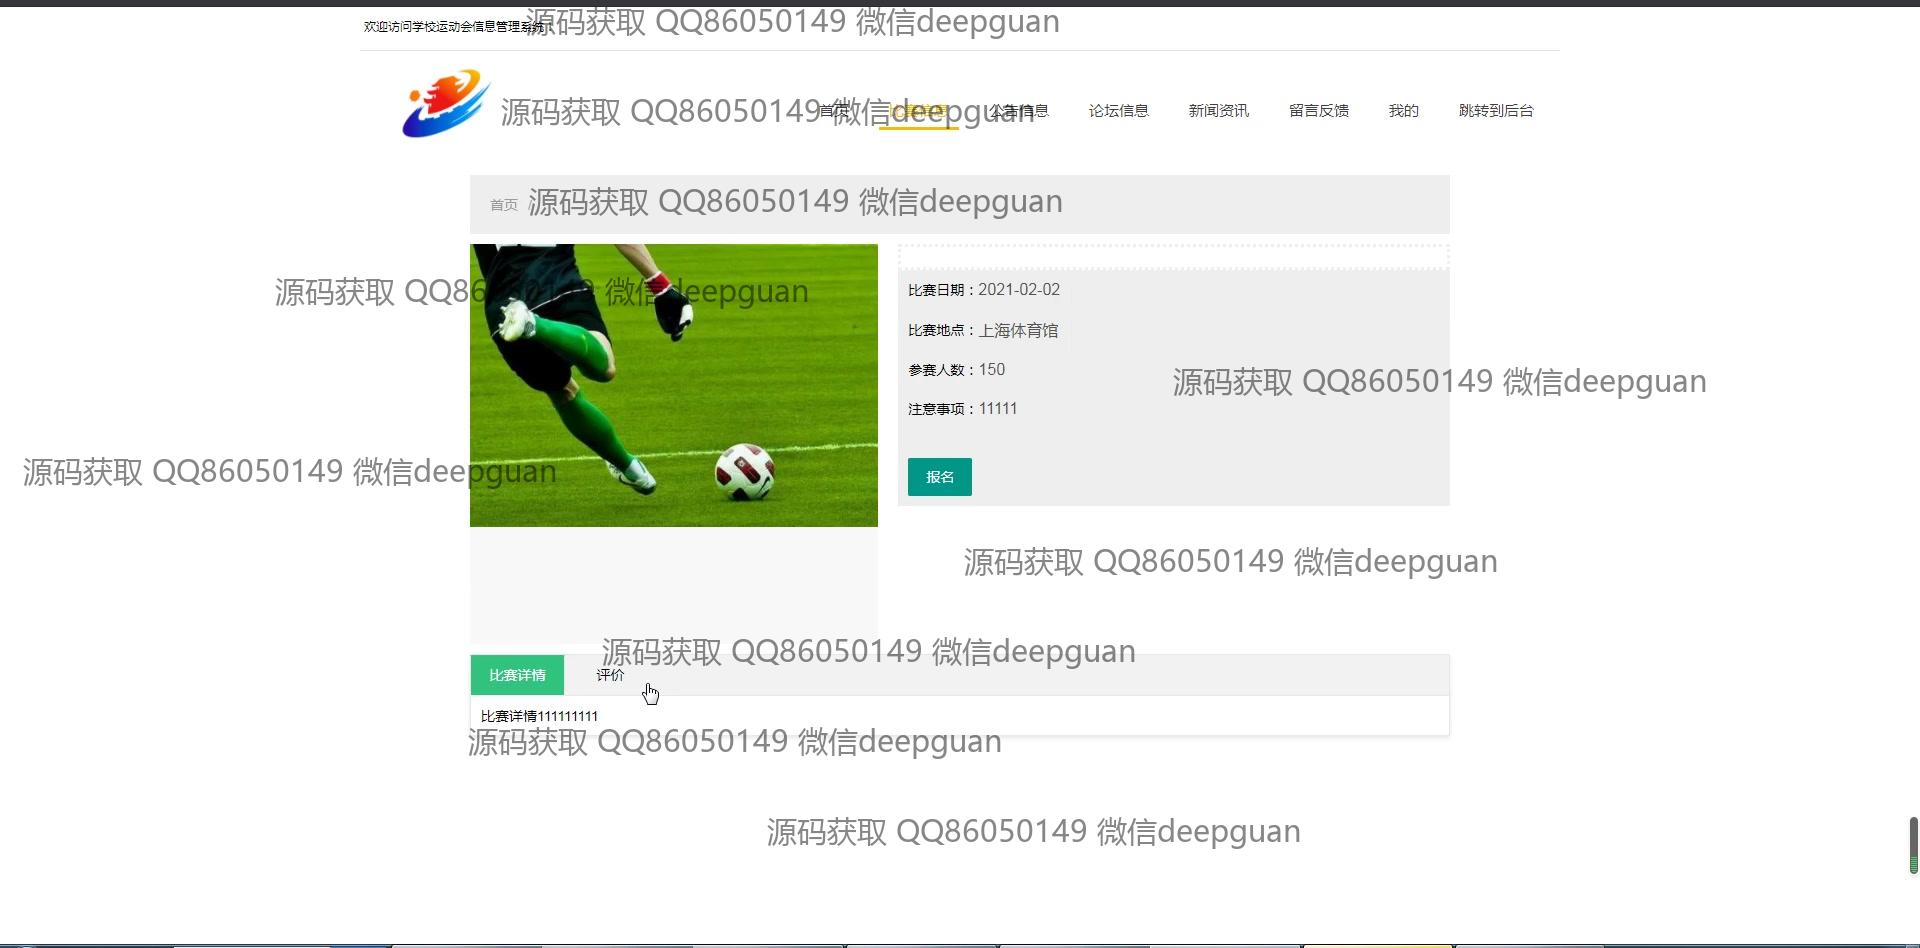 欢迎访问学校运动会信息管理系统
源码获取 QQ86050149 微信deepguan
源码获取 QQ86050149 微信deepguan
首页 比赛信息 公告信息 论坛信息 新闻资讯 留言反馈 我的 跳转到后台
首页 /
源码获取 QQ86050149 微信deepguan
源码获取 QQ86050149 微信deepguan
比赛日期：2021-02-02
比赛地点：上海体育馆
参赛人数：150
源码获取 QQ86050149 微信deepguan
注意事项：11111
源码获取 QQ86050149 微信deepguan
报名
源码获取 QQ86050149 微信deepguan
源码获取 QQ86050149 微信deepguan
比赛详情 评价
比赛详情111111111
源码获取 QQ86050149 微信deepguan
源码获取 QQ86050149 微信deepguan